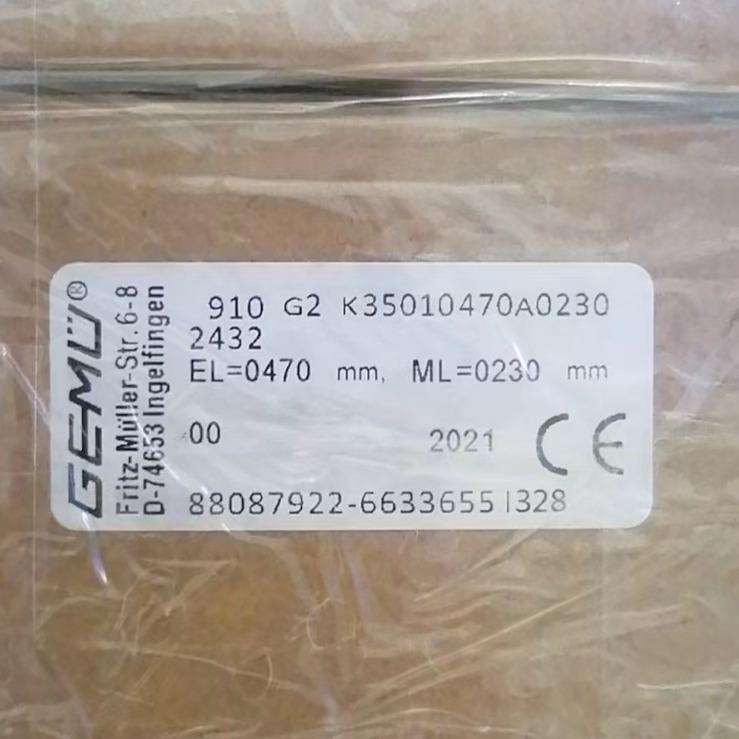 GEMÜ®
Fritz-Müller-Str. 6-8
D-74653 Ingelfingen
910 G2 K35010470A0230
2432
EL=0470 mm, ML=0230 mm
00
2021 CE
88087922-6633655 I328